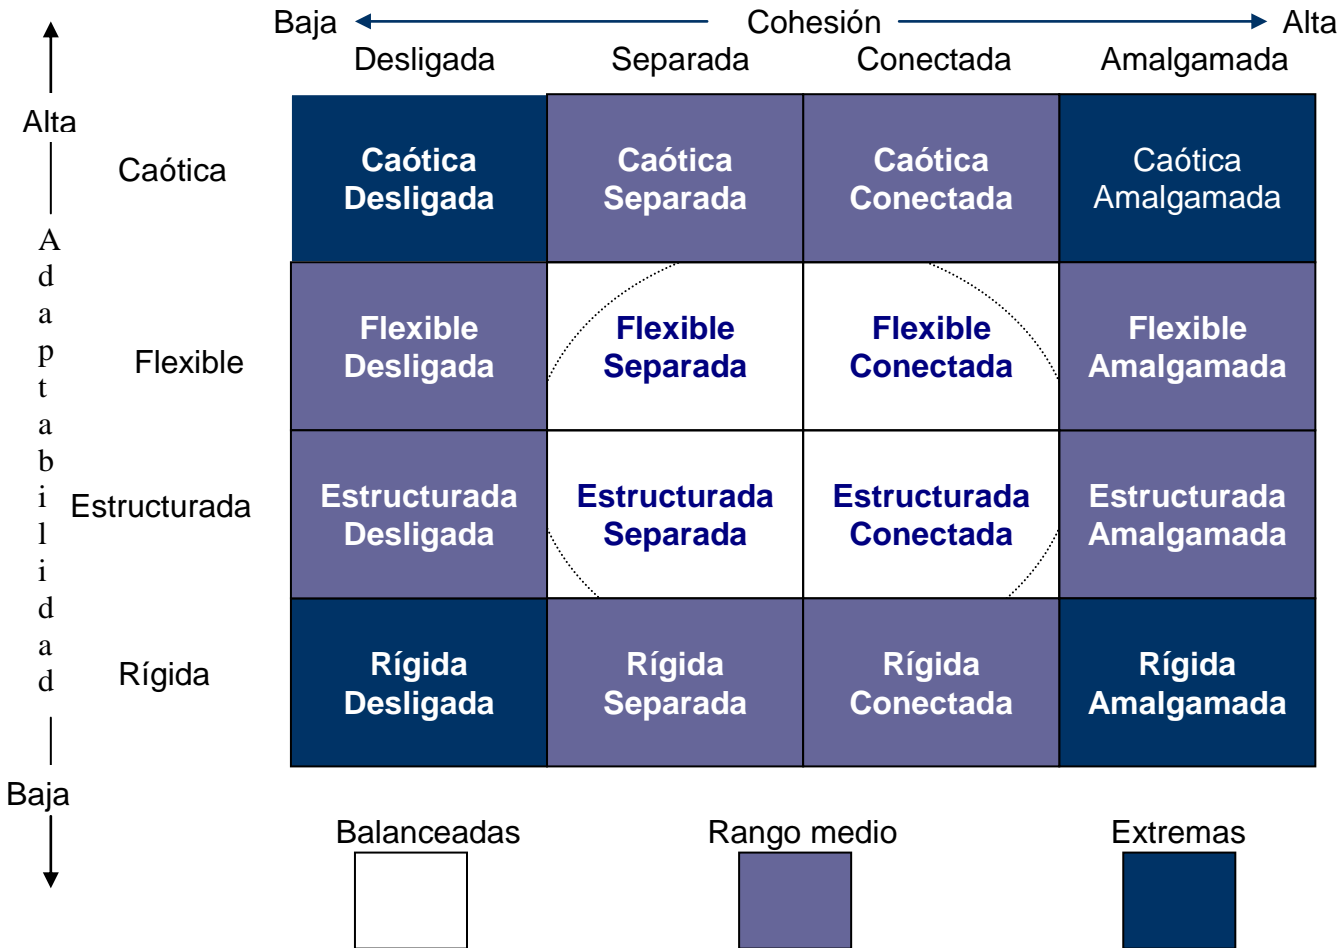 Baja Cohesión Alta
Desligada Separada Conectada Amalgamada
Alta
Adaptabilidad
Baja
Caótica
Caótica
Desligada
Caótica
Separada
Caótica
Conectada
Caótica
Amalgamada
Flexible
Flexible
Desligada
Flexible
Separada
Flexible
Conectada
Flexible
Amalgamada
Estructurada
Estructurada
Desligada
Estructurada
Separada
Estructurada
Conectada
Estructurada
Amalgamada
Rígida
Rígida
Desligada
Rígida
Separada
Rígida
Conectada
Rígida
Amalgamada
Balanceadas Rango medio Extremas